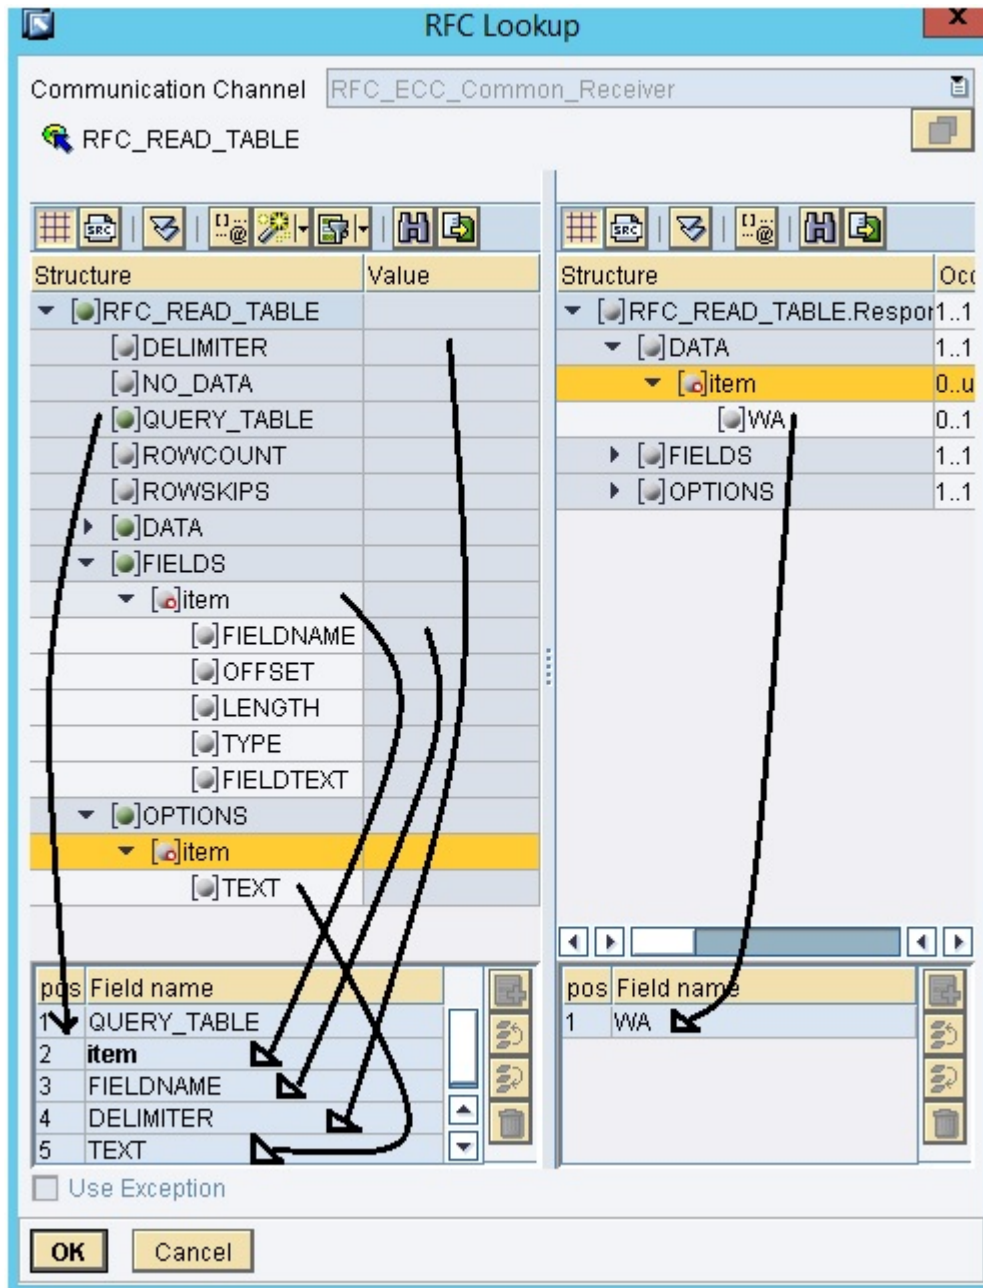 RFC Lookup
X
Communication Channel RFC_ECC_Common_Receiver
RFC_READ_TABLE
SRC
SRC
Structure Value
RFC_READ_TABLE
DELIMITER
NO_DATA
QUERY_TABLE
ROWCOUNT
ROWSKIPS
DATA
FIELDS
item
FIELDNAME
OFFSET
LENGTH
TYPE
FIELDTEXT
OPTIONS
item
TEXT
Structure Occ
RFC_READ_TABLE.Respor 1..1
DATA 1..1
item 0..u
WA 0..1
FIELDS 1..1
OPTIONS 1..1
pos Field name
1 QUERY_TABLE
2 item
3 FIELDNAME
4 DELIMITER
5 TEXT
pos Field name
1 WA
Use Exception
OK Cancel